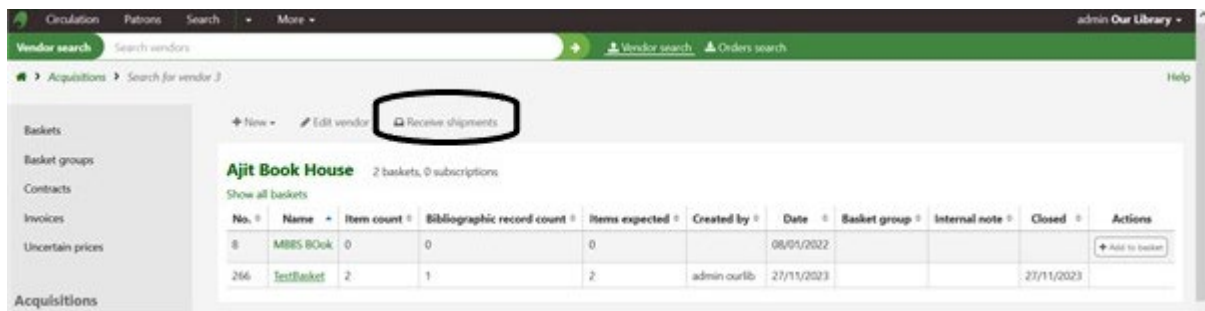 Circulation Patrons Search More admin Our Library
Vendor search Search vendors Vendor search Orders search
Acquisitions Search for vendor 3 Help
New Edit vendor Receive shipments
Baskets
Basket groups
Contracts
Invoices
Uncertain prices
Acquisitions
Ajit Book House 2 baskets, 0 subscriptions
Show all baskets
No. Name Item count Bibliographic record count Items expected Created by Date Basket group Internal note Closed Actions
8 MBBS BOok 0 0 0 08/01/2022 + Add to basket
266 TestBasket 2 1 2 admin ourlib 27/11/2023 27/11/2023